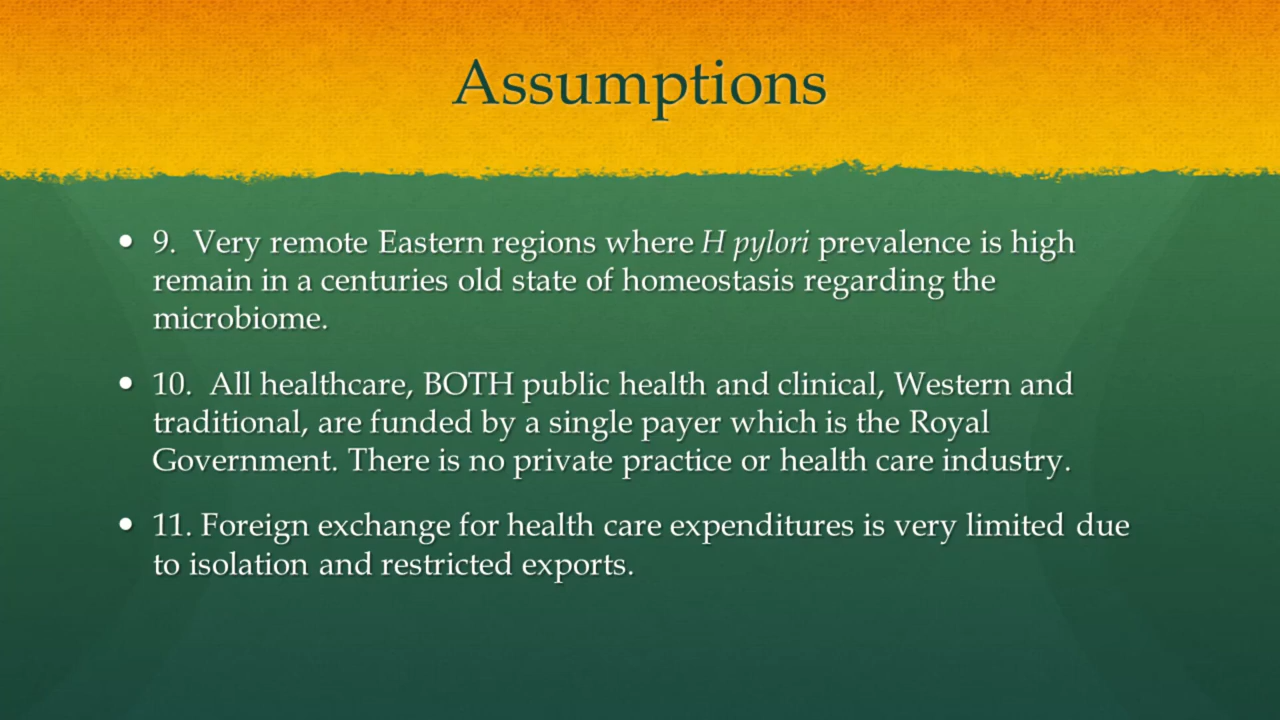 Assumptions
• 9.  Very remote Eastern regions where H pylori prevalence is high
remain in a centuries old state of homeostasis regarding the
microbiome.
• 10.  All healthcare, BOTH public health and clinical, Western and
traditional, are funded by a single payer which is the Royal
Government. There is no private practice or health care industry.
• 11. Foreign exchange for health care expenditures is very limited due
to isolation and restricted exports.